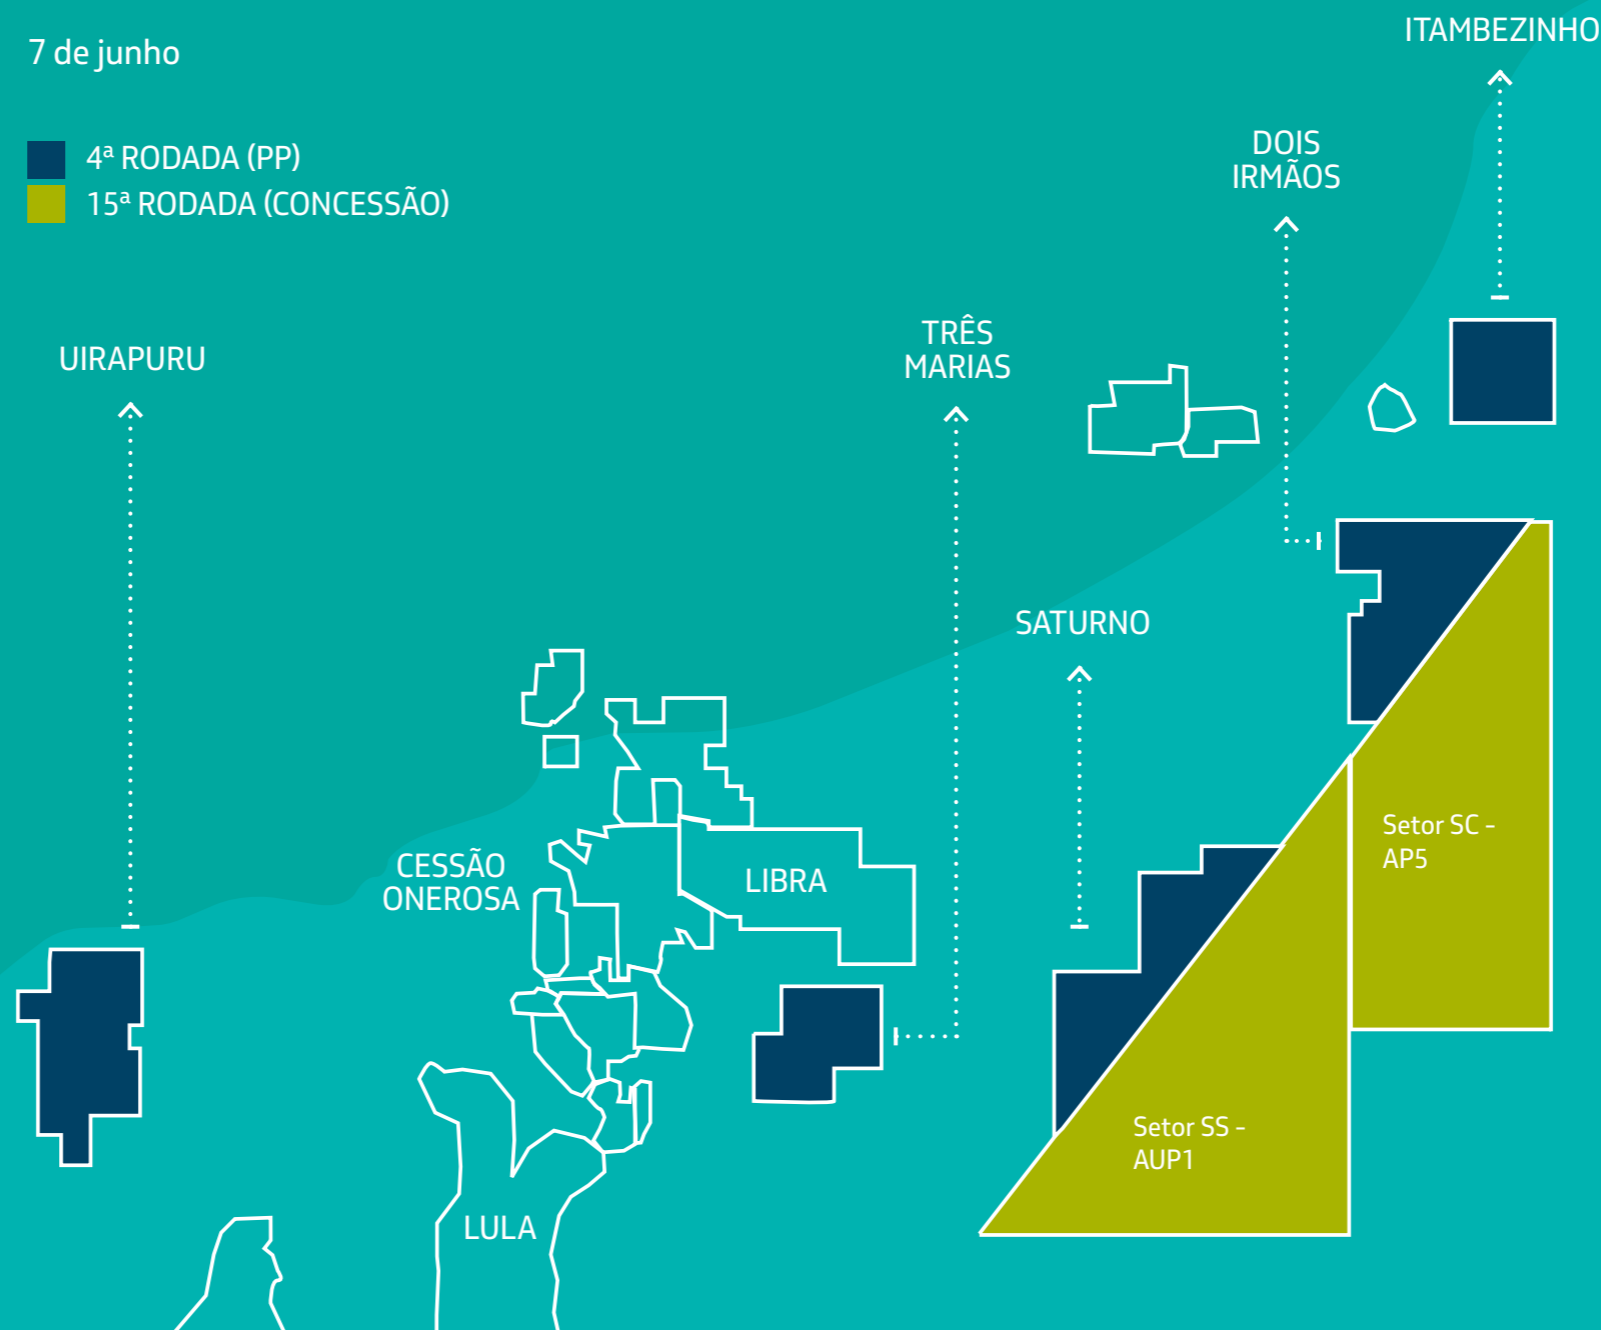 7 de junho
4ª RODADA (PP)
15ª RODADA (CONCESSÃO)
ITAMBEZINHO
DOIS
IRMÃOS
TRÊS
MARIAS
UIRAPURU
SATURNO
CESSÃO
ONEROSA
LIBRA
Setor SC -
AP5
Setor SS -
AUP1
LULA